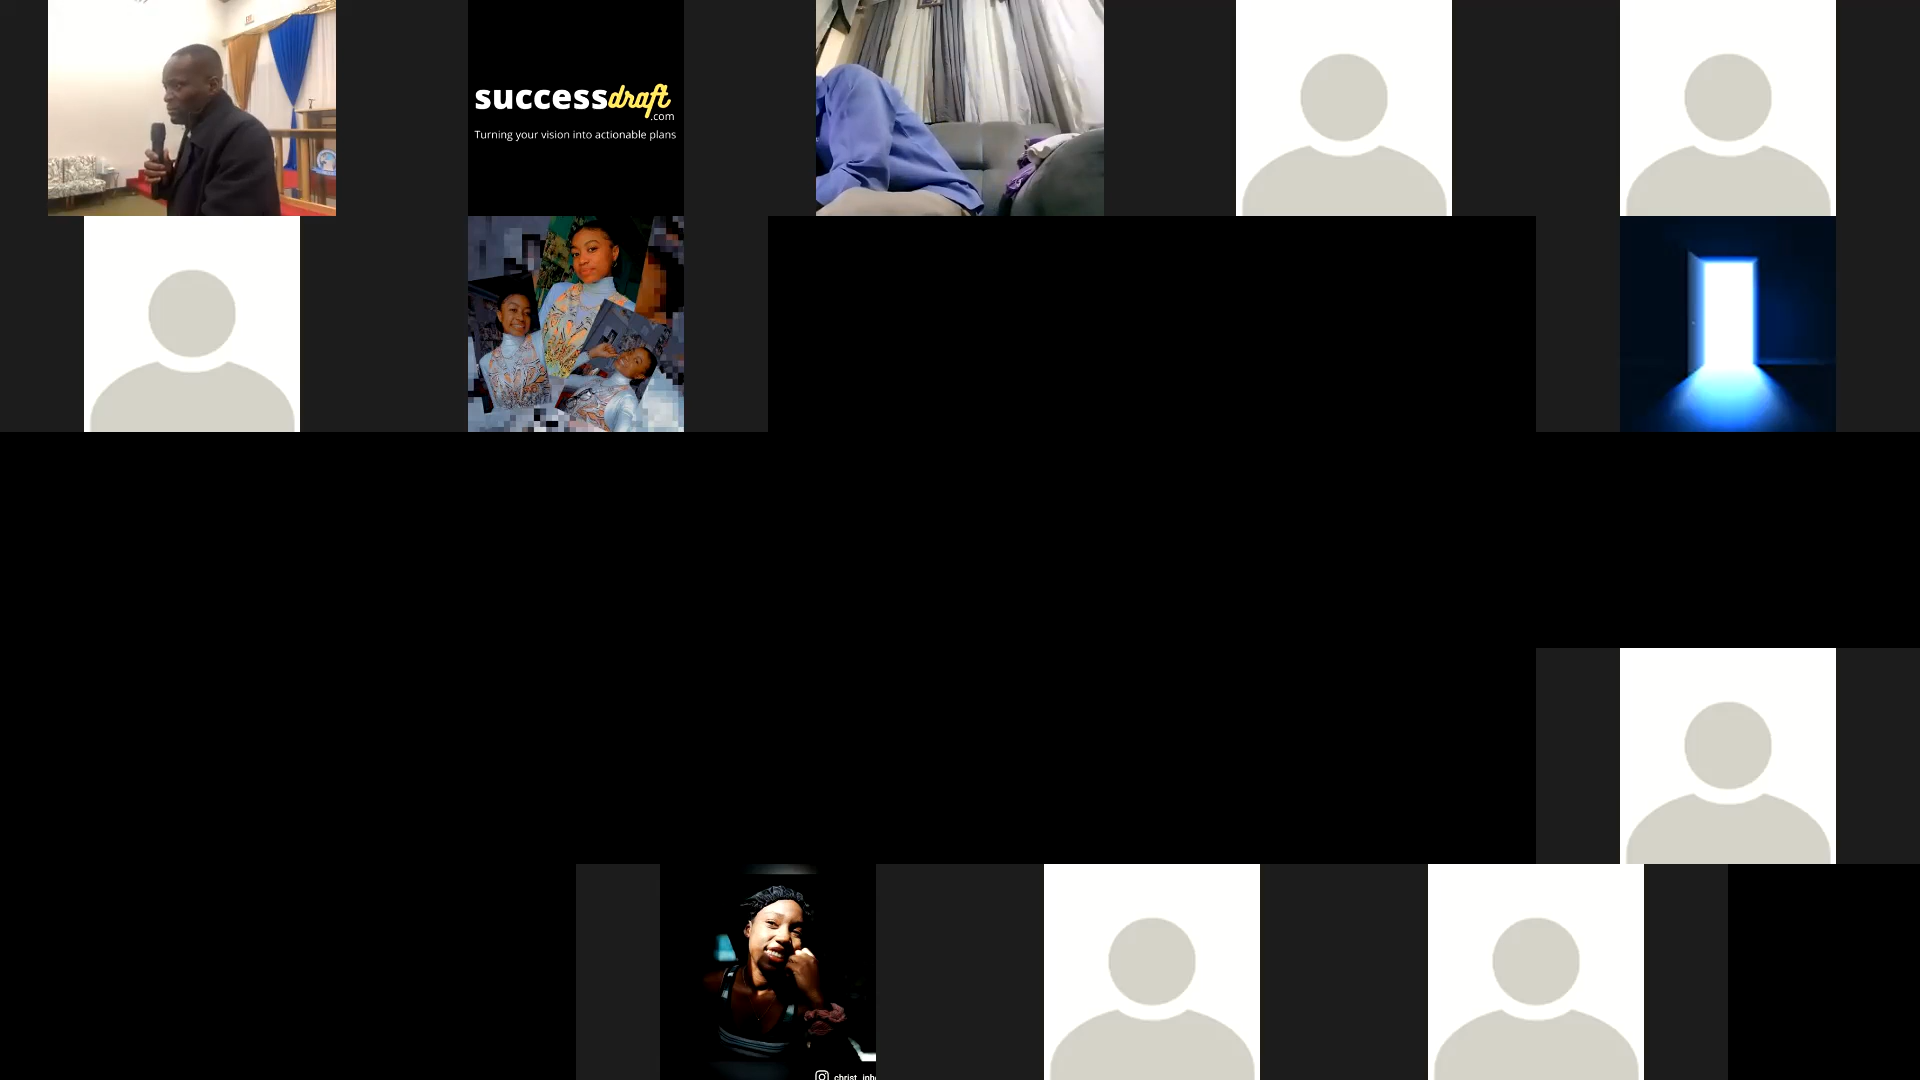 successdraft
.com
Turning your vision into actionable plans